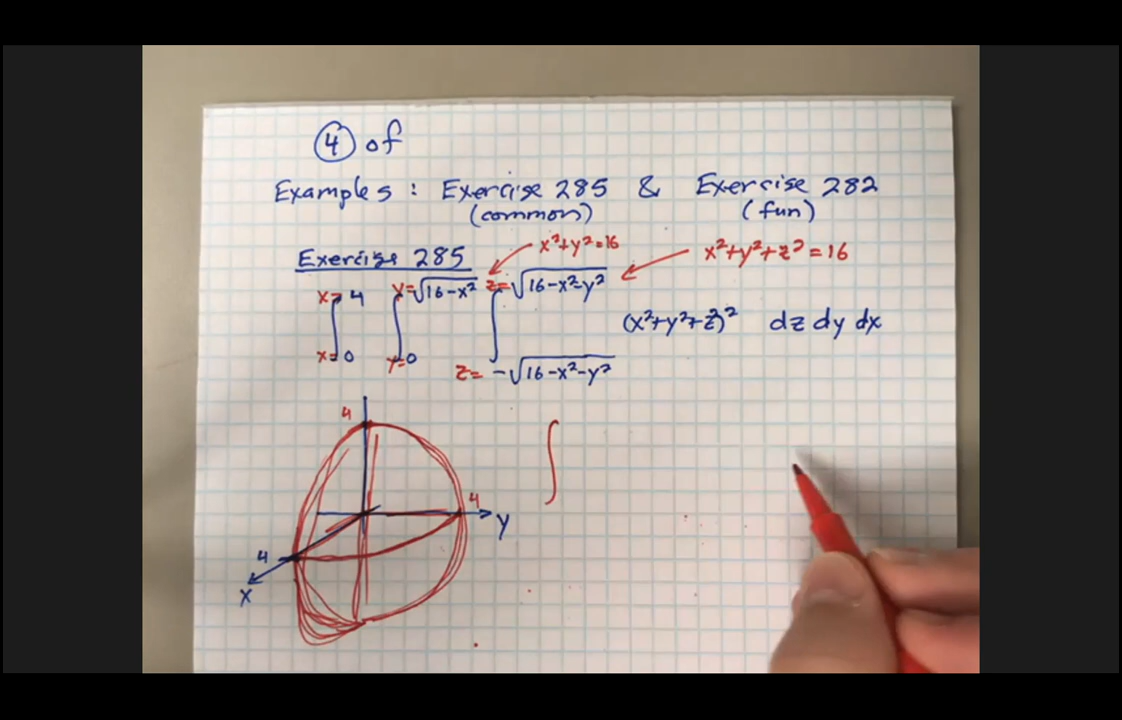 ④ of
Examples: Exercise 285 & Exercise 282
(common) (fun)
Exercise 285 x²+y²=16 x²+y²+z²=16
x=4 y=√16-x² z=√16-x²-y²
∫ ∫ ∫ (x²+y²+z²)² dz dy dx
x=0 y=0 z= -√16-x²-y²
4
∫
4
y
4
x